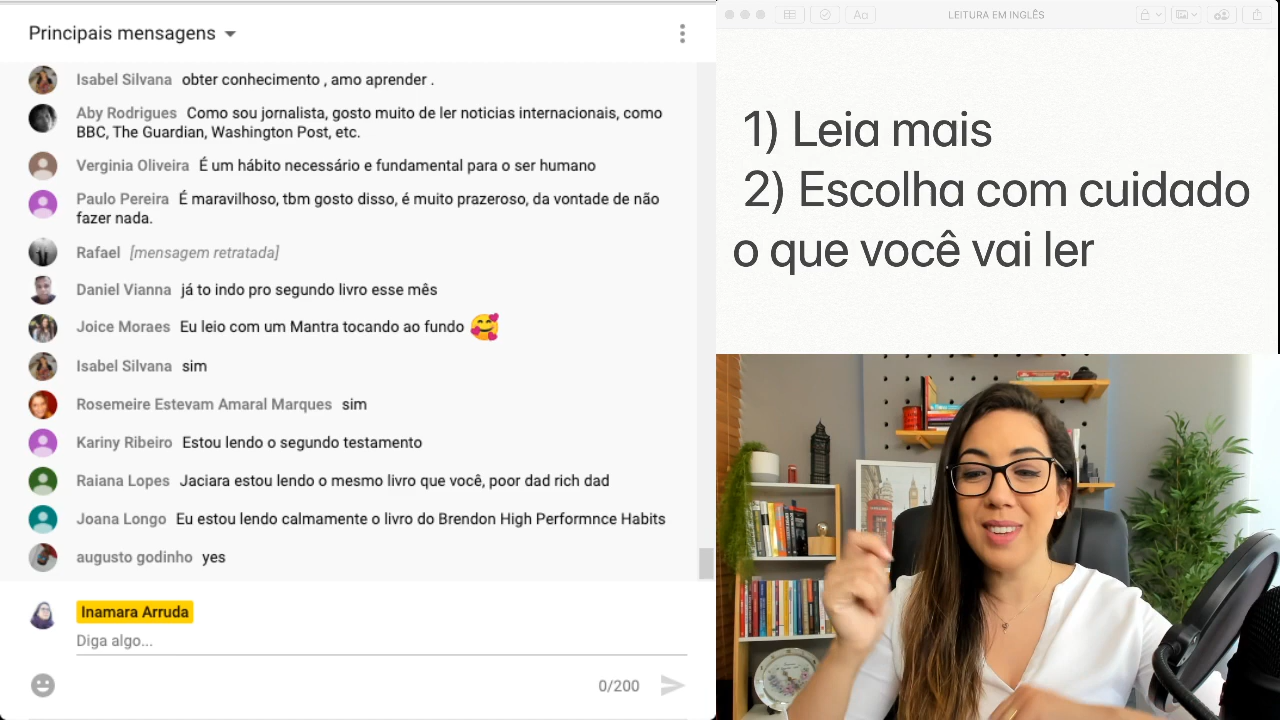 Principais mensagens
Isabel Silvana obter conhecimento , amo aprender .
Aby Rodrigues Como sou jornalista, gosto muito de ler noticias internacionais, como
BBC, The Guardian, Washington Post, etc.
Verginia Oliveira É um hábito necessário e fundamental para o ser humano
Paulo Pereira É maravilhoso, tbm gosto disso, é muito prazeroso, da vontade de não
fazer nada.
Rafael [mensagem retratada]
Daniel Vianna já to indo pro segundo livro esse mês
Joice Moraes Eu leio com um Mantra tocando ao fundo 🥰
Isabel Silvana sim
Rosemeire Estevam Amaral Marques sim
Kariny Ribeiro Estou lendo o segundo testamento
Raiana Lopes Jaciara estou lendo o mesmo livro que você, poor dad rich dad
Joana Longo Eu estou lendo calmamente o livro do Brendon High Performnce Habits
augusto godinho yes
Inamara Arruda
Diga algo...
0/200
Aa
LEITURA EM INGLÊS
1) Leia mais
2) Escolha com cuidado
o que você vai ler